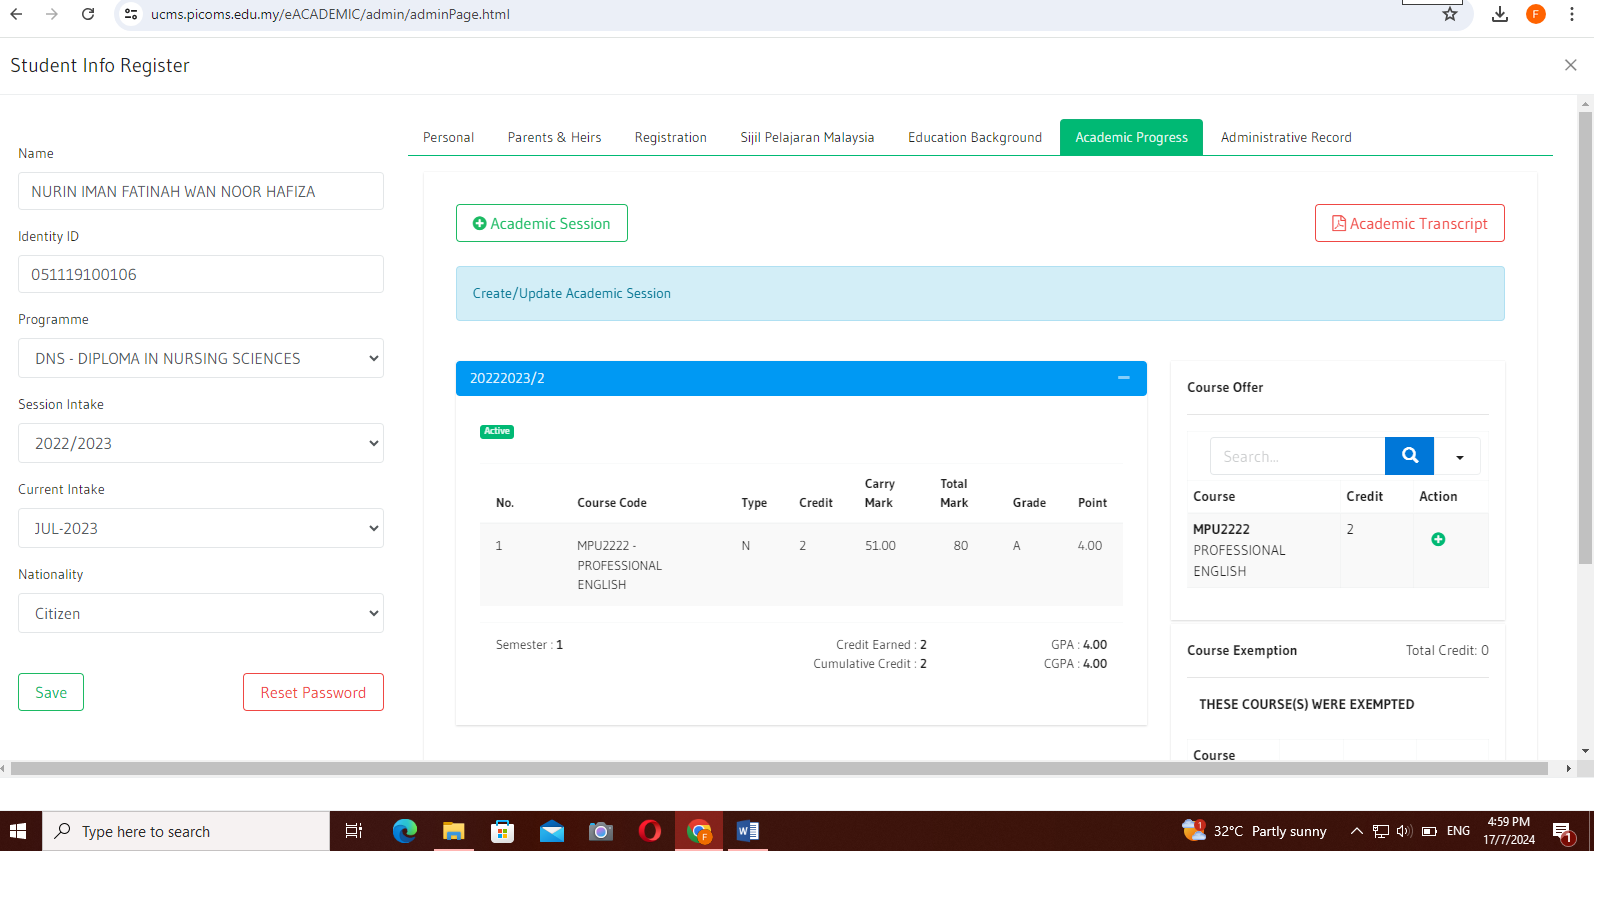 ucms.picoms.edu.my/eACADEMIC/admin/adminPage.html
F
Student Info Register
Name
NURIN IMAN FATINAH WAN NOOR HAFIZA
Identity ID
051119100106
Programme
DNS - DIPLOMA IN NURSING SCIENCES
Session Intake
2022/2023
Current Intake
JUL-2023
Nationality
Citizen
Save
Reset Password
Personal
Parents & Heirs
Registration
Sijil Pelajaran Malaysia
Education Background
Academic Progress
Administrative Record
Academic Session
Academic Transcript
Create/Update Academic Session
20222023/2
Active
No. Course Code Type Credit Carry Mark Total Mark Grade Point
1 MPU2222 - N 2 51.00 80 A 4.00
PROFESSIONAL
ENGLISH
Semester : 1 Credit Earned : 2 GPA : 4.00
Cumulative Credit : 2 CGPA : 4.00
Course Offer
Search...
Course Credit Action
MPU2222 2
PROFESSIONAL
ENGLISH
Course Exemption Total Credit: 0
THESE COURSE(S) WERE EXEMPTED
Course
Type here to search
F
W
1
32°C Partly sunny
ENG
4:59 PM
17/7/2024
1